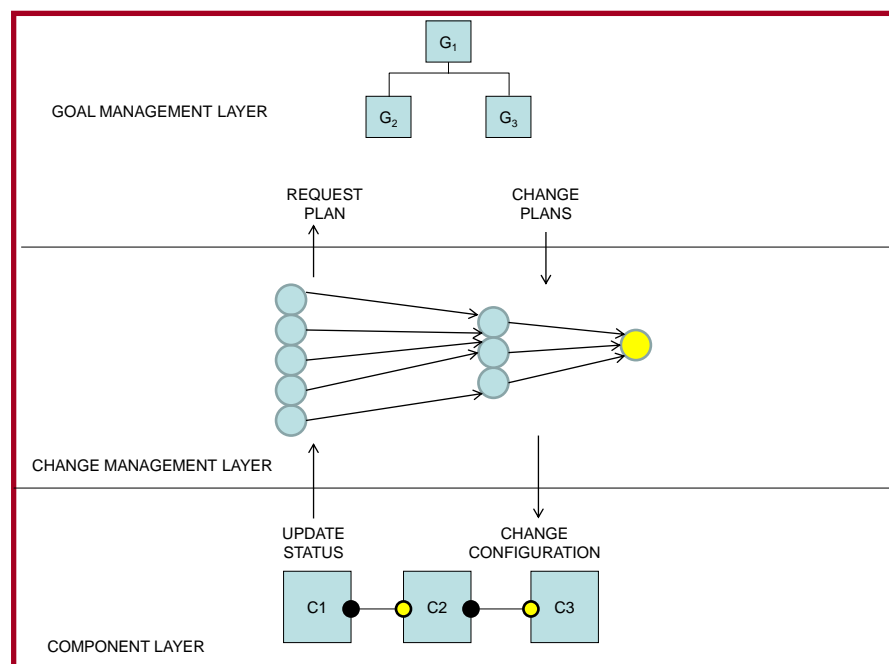 G1
GOAL MANAGEMENT LAYER
G2
G3
REQUEST
PLAN
CHANGE
PLANS
CHANGE MANAGEMENT LAYER
UPDATE
STATUS
CHANGE
CONFIGURATION
C1
C2
C3
COMPONENT LAYER